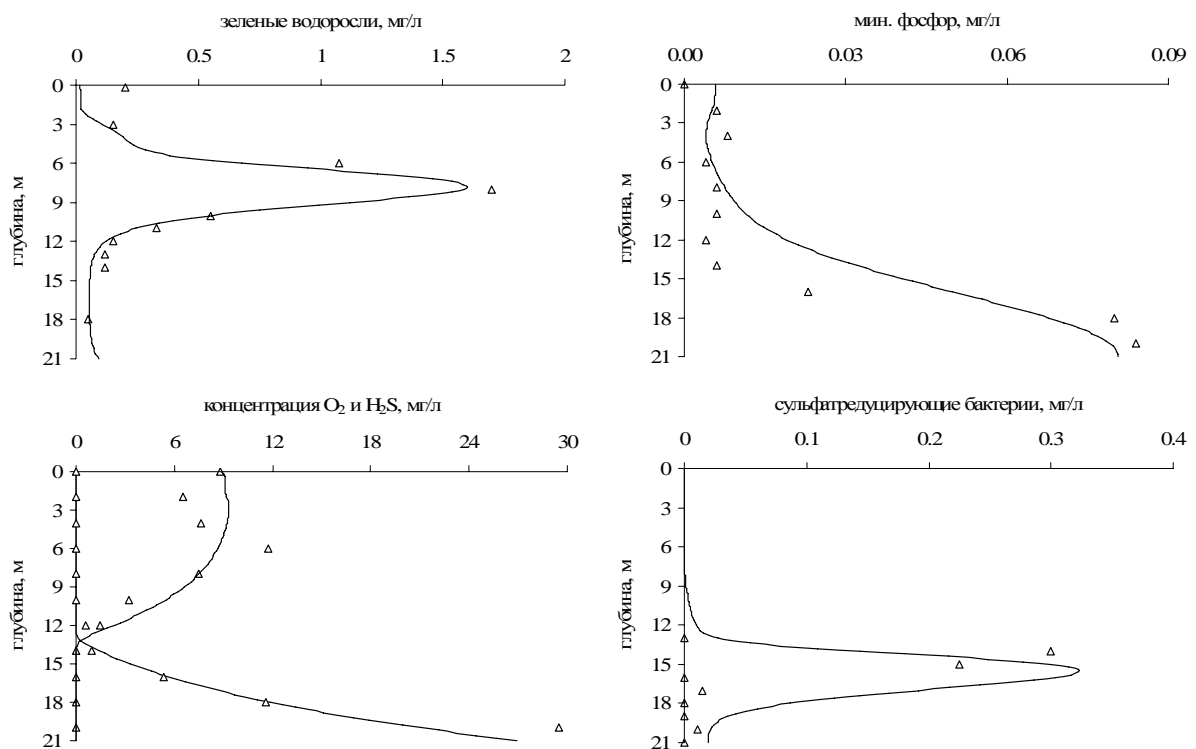 зеленые водоросли, мг/л
0 0.5 1 1.5 2
глубина, м
0
3
6
9
12
15
18
21
мин. фосфор, мг/л
0.00 0.03 0.06 0.09
глубина, м
0
3
6
9
12
15
18
21
концентрация O₂ и H₂S, мг/л
0 6 12 18 24 30
глубина, м
0
3
6
9
12
15
18
21
сульфатредуцирующие бактерии, мг/л
0 0.1 0.2 0.3 0.4
глубина, м
0
3
6
9
12
15
18
21